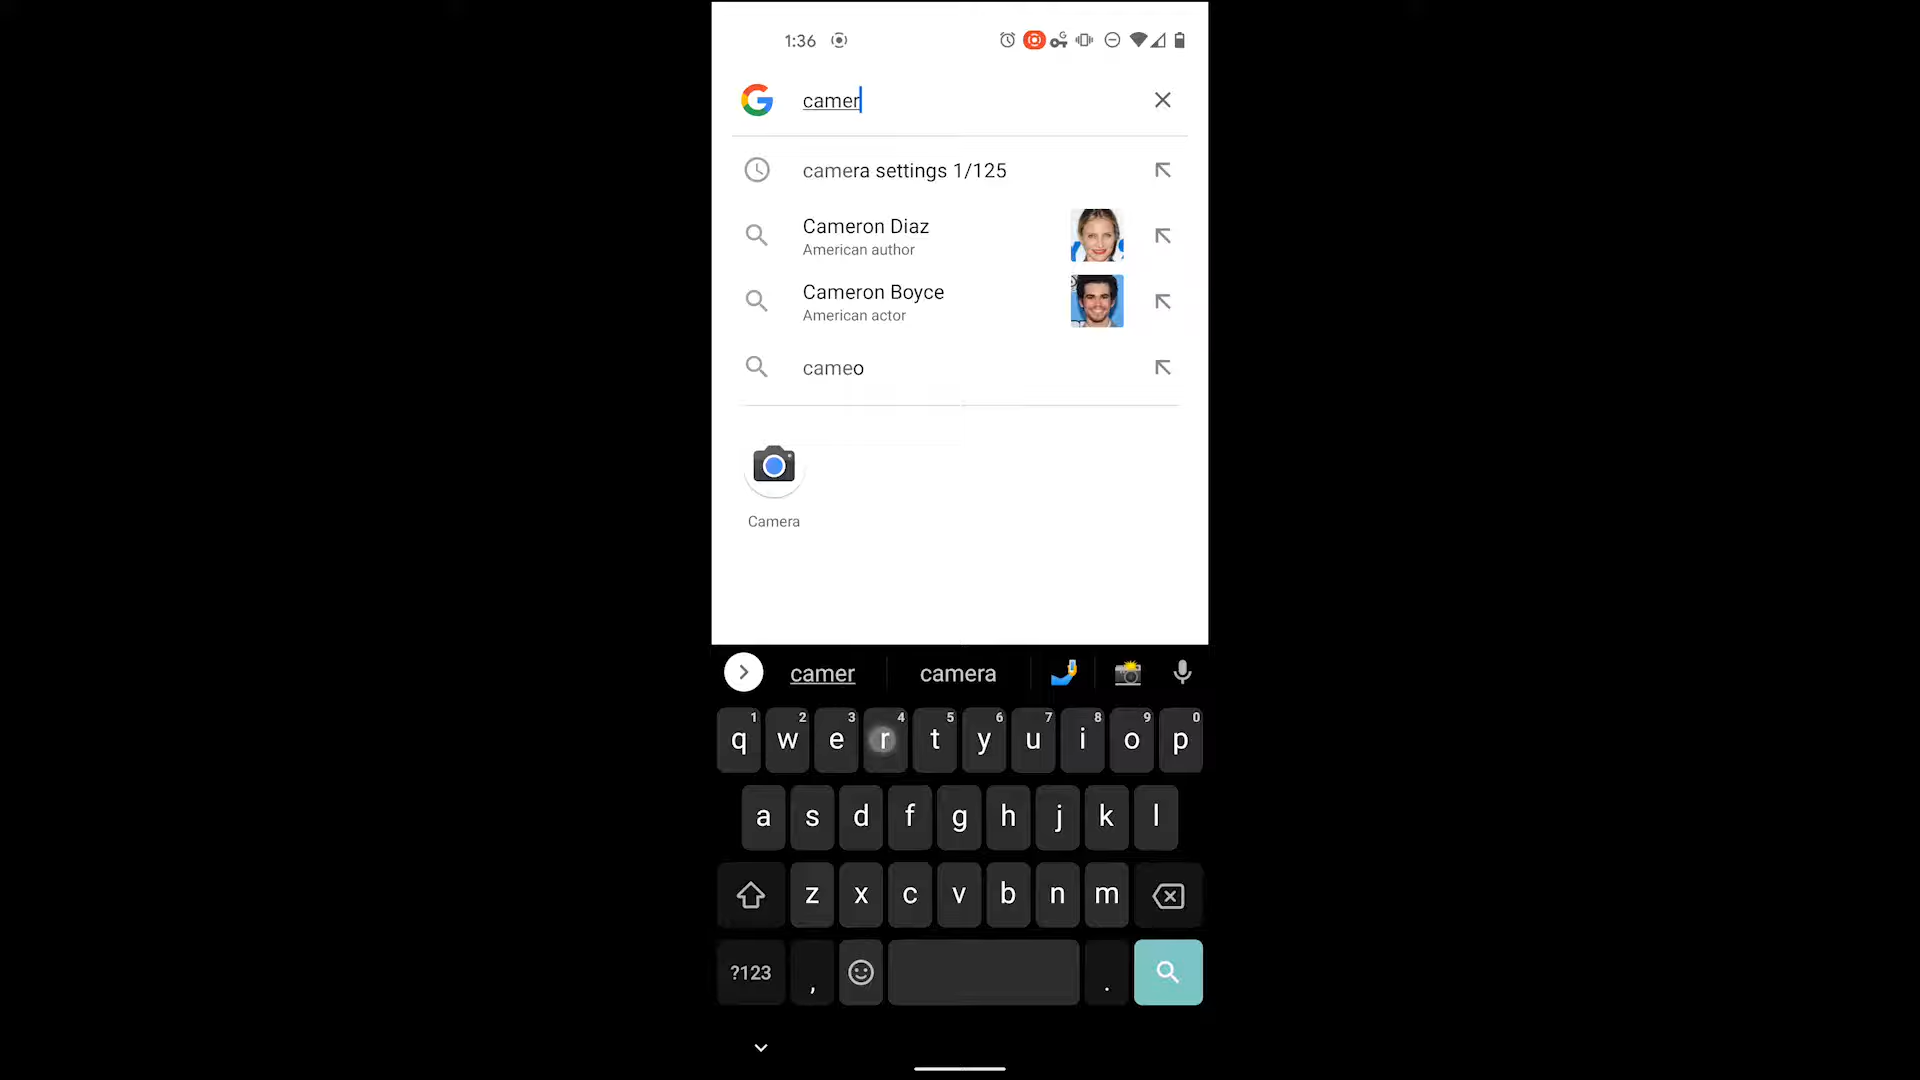 1:36
camer
camera settings 1/125
Cameron Diaz
American author
Cameron Boyce
American actor
cameo
Camera
camer camera
1 2 3 4 5 6 7 8 9 0
q w e r t y u i o p
a s d f g h j k l
z x c v b n m
?123 , .